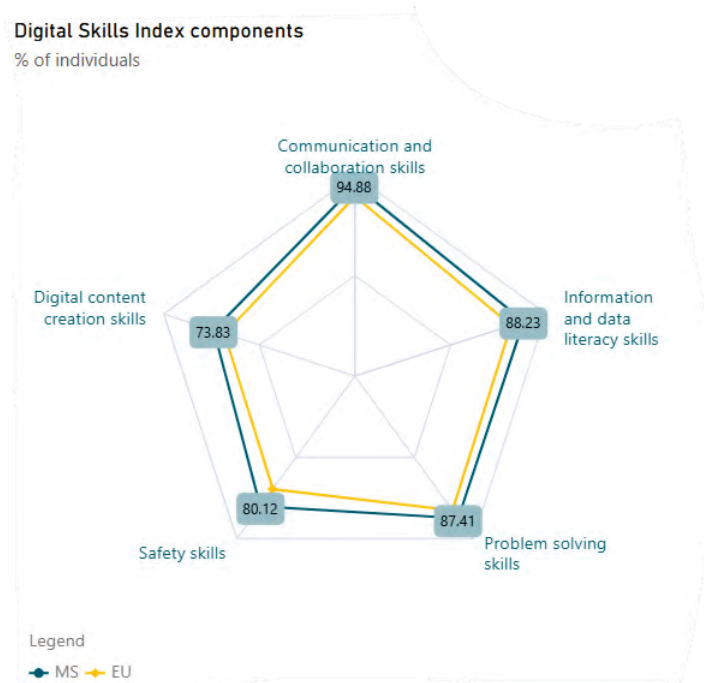 Digital Skills Index components
% of individuals
Communication and
collaboration skills
94.88
Digital content
creation skills
73.83
Information
and data
literacy skills
88.23
80.12
87.41
Safety skills
Problem solving
skills
Legend
MS EU